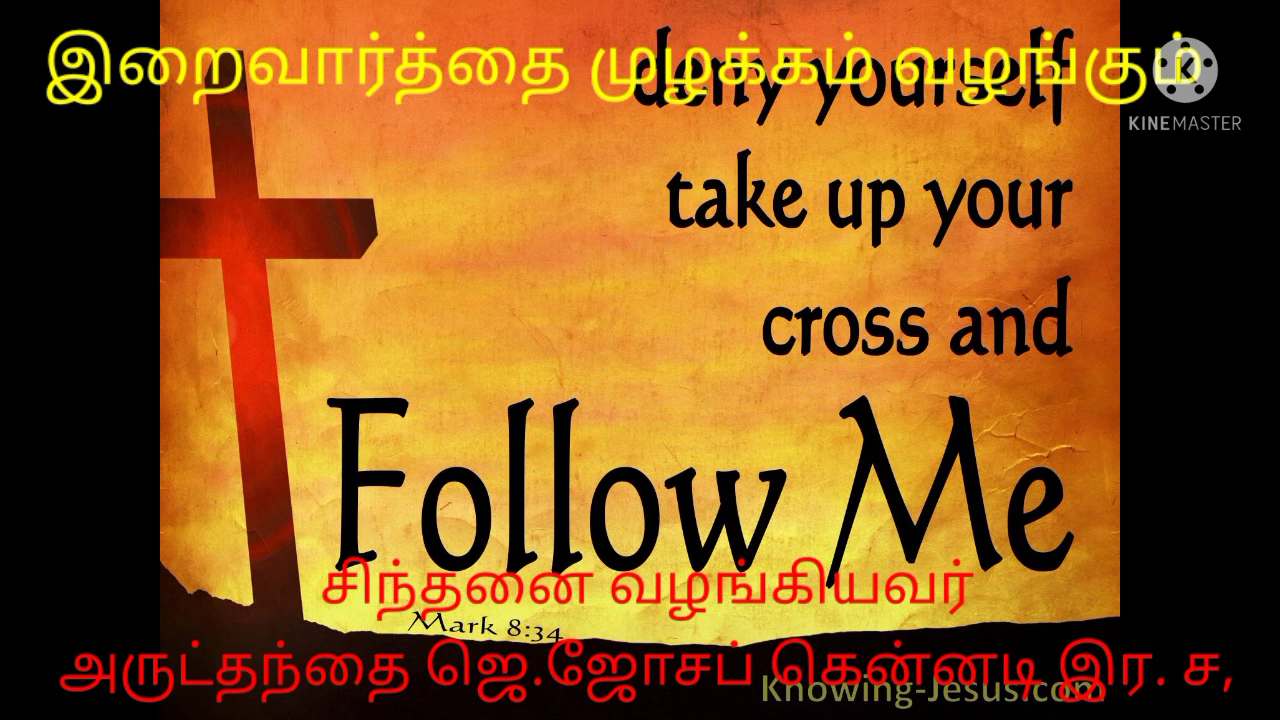 இறைவார்த்தை முழக்கம் வழங்கும்
deny yourself
KINEMASTER
take up your
cross and
Follow Me
சிந்தனை வழங்கியவர்
Mark 8:34
அருட்தந்தை ஜெ.ஜோசப் கென்னடி இர. ச,
Knowing-Jesus.com